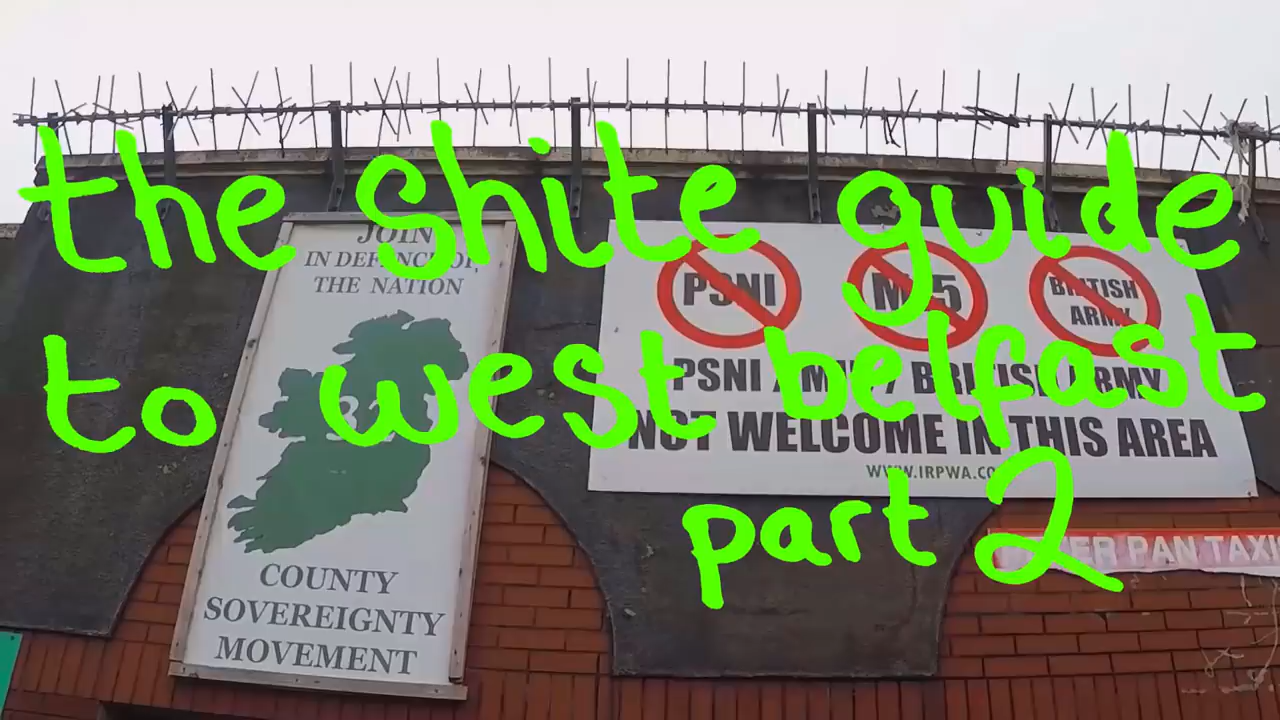 the shite guide
to west belfast
part 2
JOIN
IN DEFENCE OF
THE NATION
32
COUNTY
SOVEREIGNTY
MOVEMENT
PSNI
MI5
BRITISH
ARMY
PSNI / MI5 / BRITISH ARMY
NOT WELCOME IN THIS AREA
WWW.IRPWA.CO
PAN TAXI